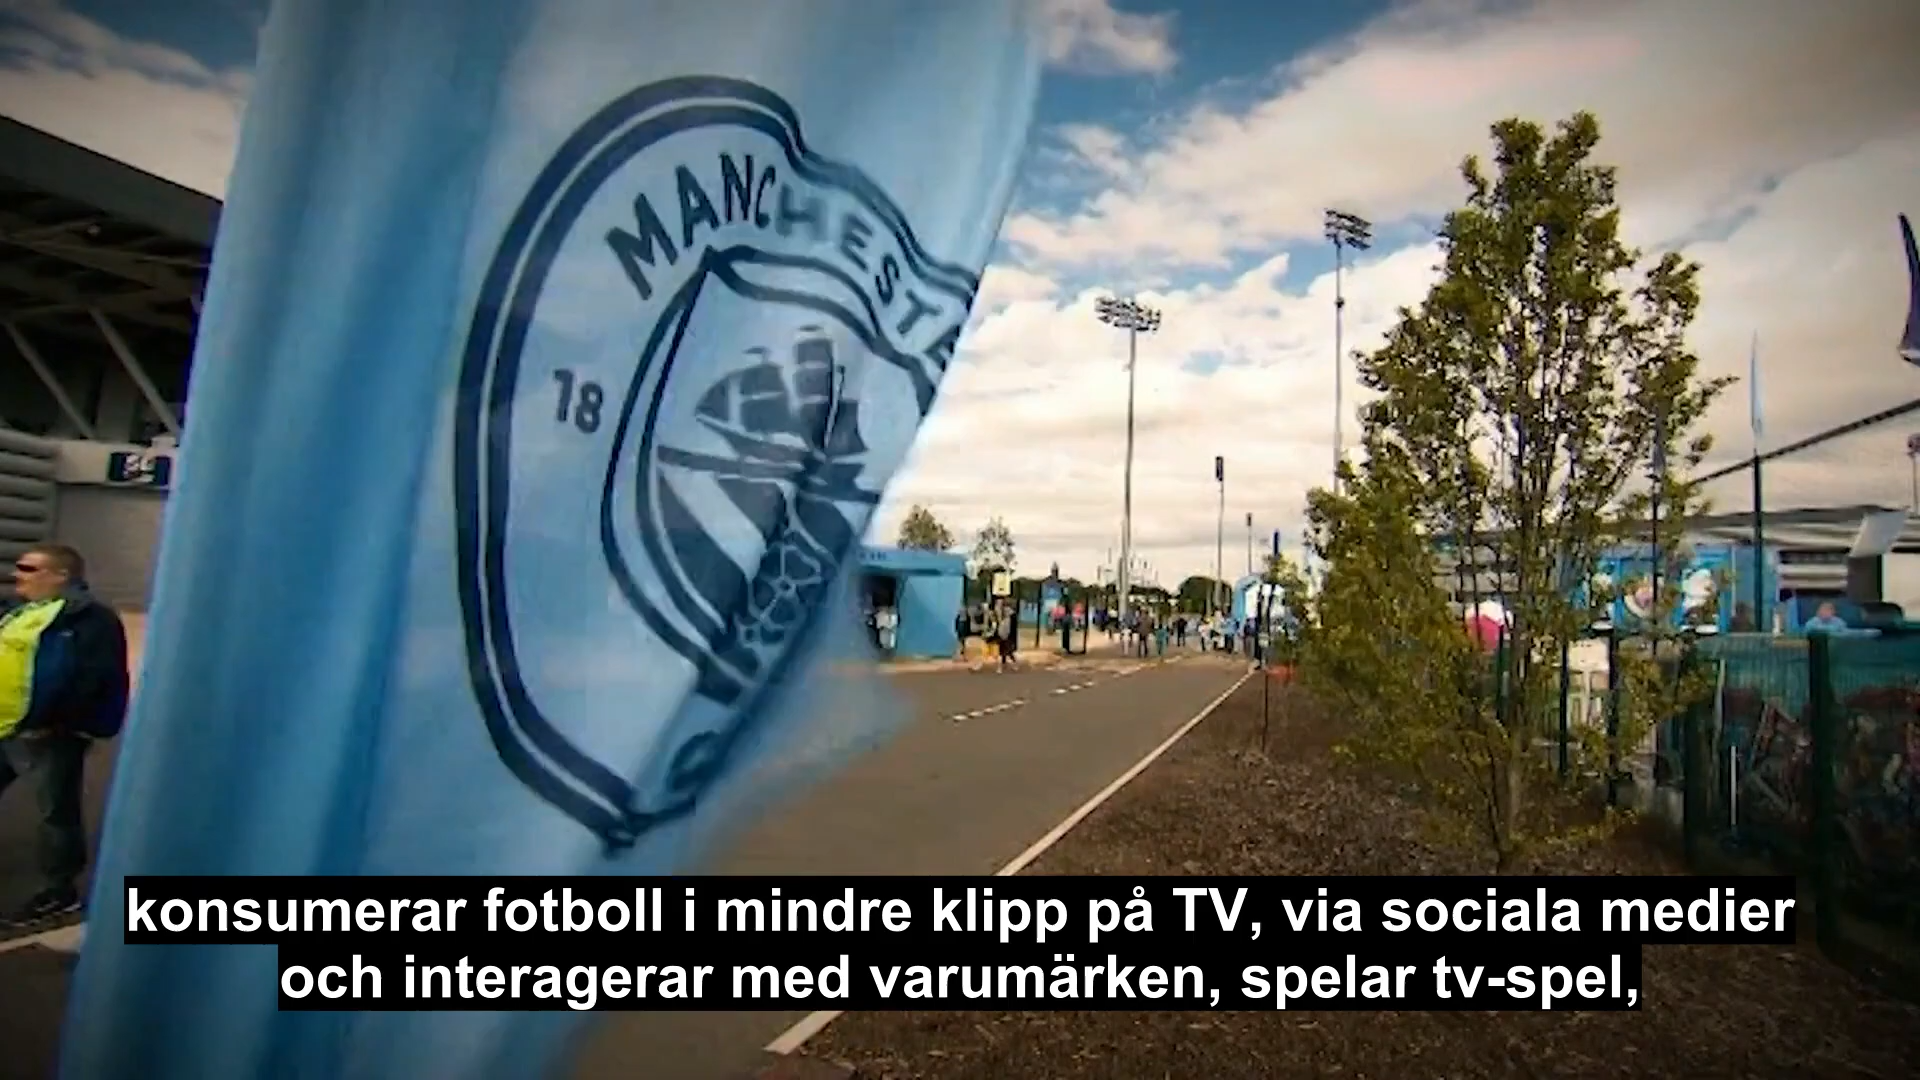 MANCHESTE
18
konsumerar fotboll i mindre klipp på TV, via sociala medier
och interagerar med varumärken, spelar tv-spel,